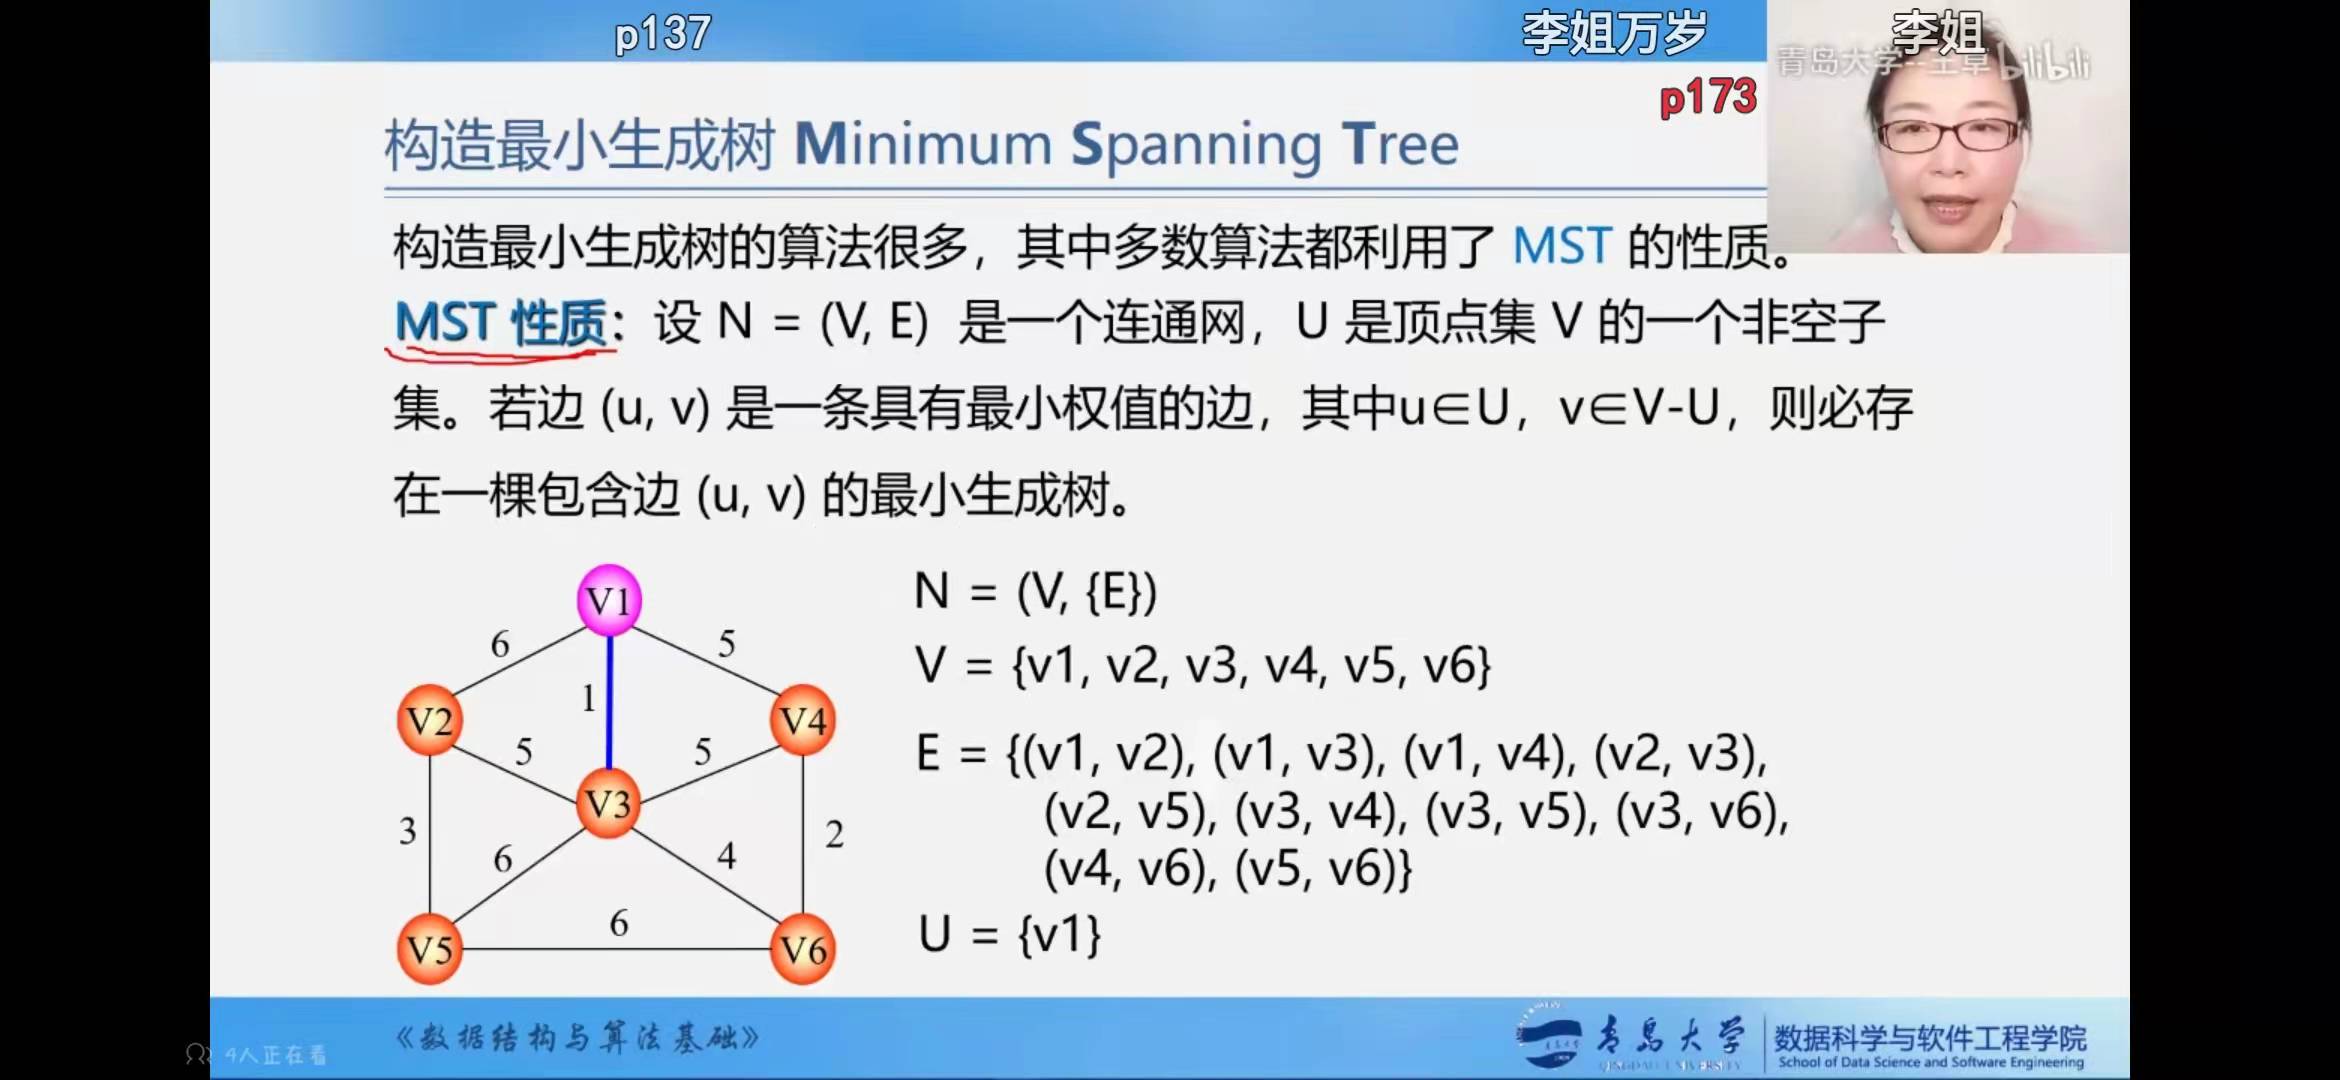 p137
李姐万岁
李姐
青岛大学--王卓 bilibili
p173
构造最小生成树 Minimum Spanning Tree
构造最小生成树的算法很多，其中多数算法都利用了 MST 的性质。
MST 性质：设 N = (V, E) 是一个连通网，U 是顶点集 V 的一个非空子
集。若边 (u, v) 是一条具有最小权值的边，其中u∈U，v∈V-U，则必存
在一棵包含边 (u, v) 的最小生成树。
V1
6
5
1
V2
V4
5
5
V3
3
6
4
2
6
V5
V6
N = (V, {E})
V = {v1, v2, v3, v4, v5, v6}
E = {(v1, v2), (v1, v3), (v1, v4), (v2, v3),
(v2, v5), (v3, v4), (v3, v5), (v3, v6),
(v4, v6), (v5, v6)}
U = {v1}
《数据结构与算法基础》
4人正在看
青岛大学
QINGDAO UNIVERSITY
数据科学与软件工程学院
School of Data Science and Software Engineering